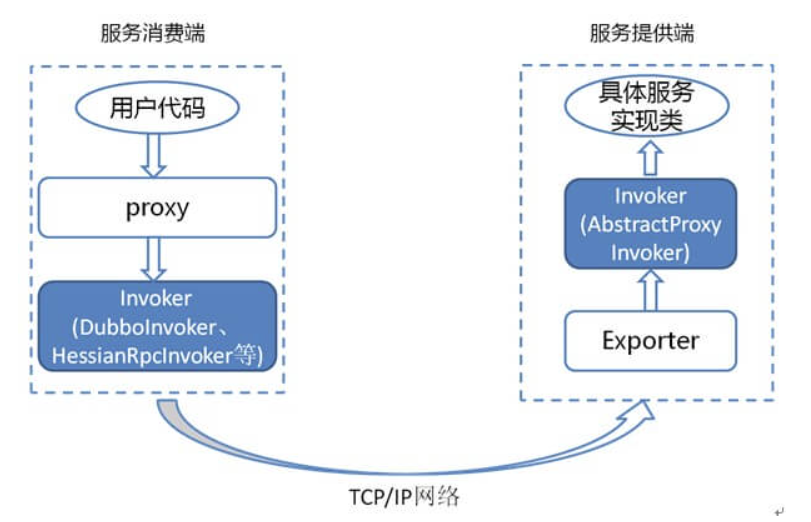 服务消费端
用户代码
proxy
Invoker
(DubboInvoker、
HessianRpcInvoker等)
服务提供端
具体服务
实现类
Invoker
(AbstractProxy
Invoker)
Exporter
TCP/IP网络
↵